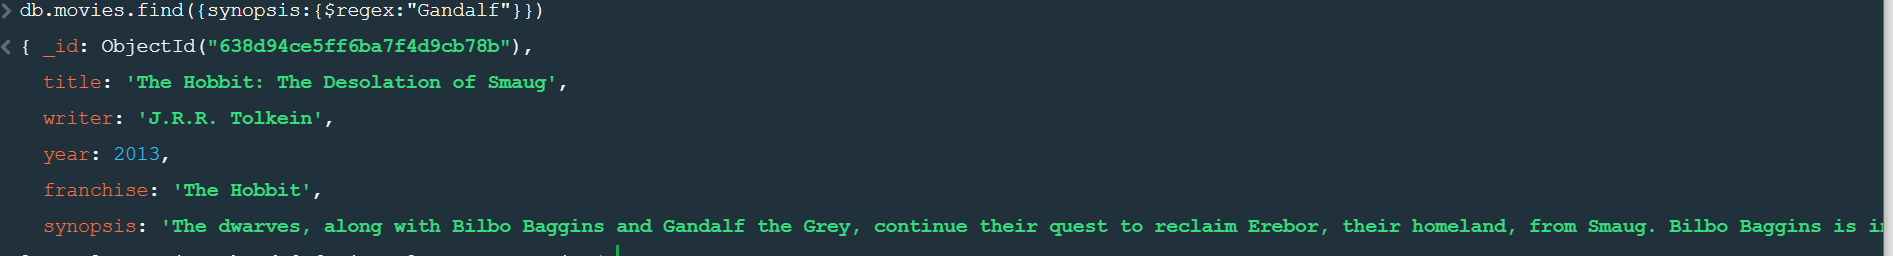 > db.movies.find({synopsis:{$regex:"Gandalf"}})
< { _id: ObjectId("638d94ce5ff6ba7f4d9cb78b"),
title: 'The Hobbit: The Desolation of Smaug',
writer: 'J.R.R. Tolkein',
year: 2013,
franchise: 'The Hobbit',
synopsis: 'The dwarves, along with Bilbo Baggins and Gandalf the Grey, continue their quest to reclaim Erebor, their homeland, from Smaug. Bilbo Baggins is